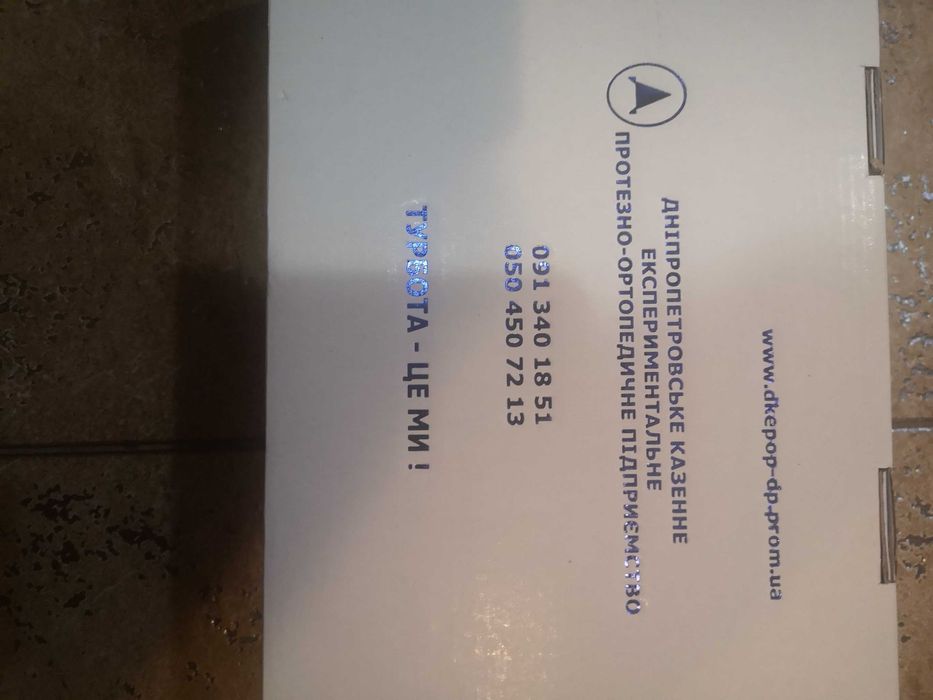 www.dkepop-dp.prom.ua
ДНІПРОПЕТРОВСЬКЕ КАЗЕННЕ
ЕКСПЕРИМЕНТАЛЬНЕ
ПРОТЕЗНО-ОРТОПЕДИЧНЕ ПІДПРИЄМСТВО
091 340 18 51
050 450 72 13
ТУРБОТА - ЦЕ МИ !